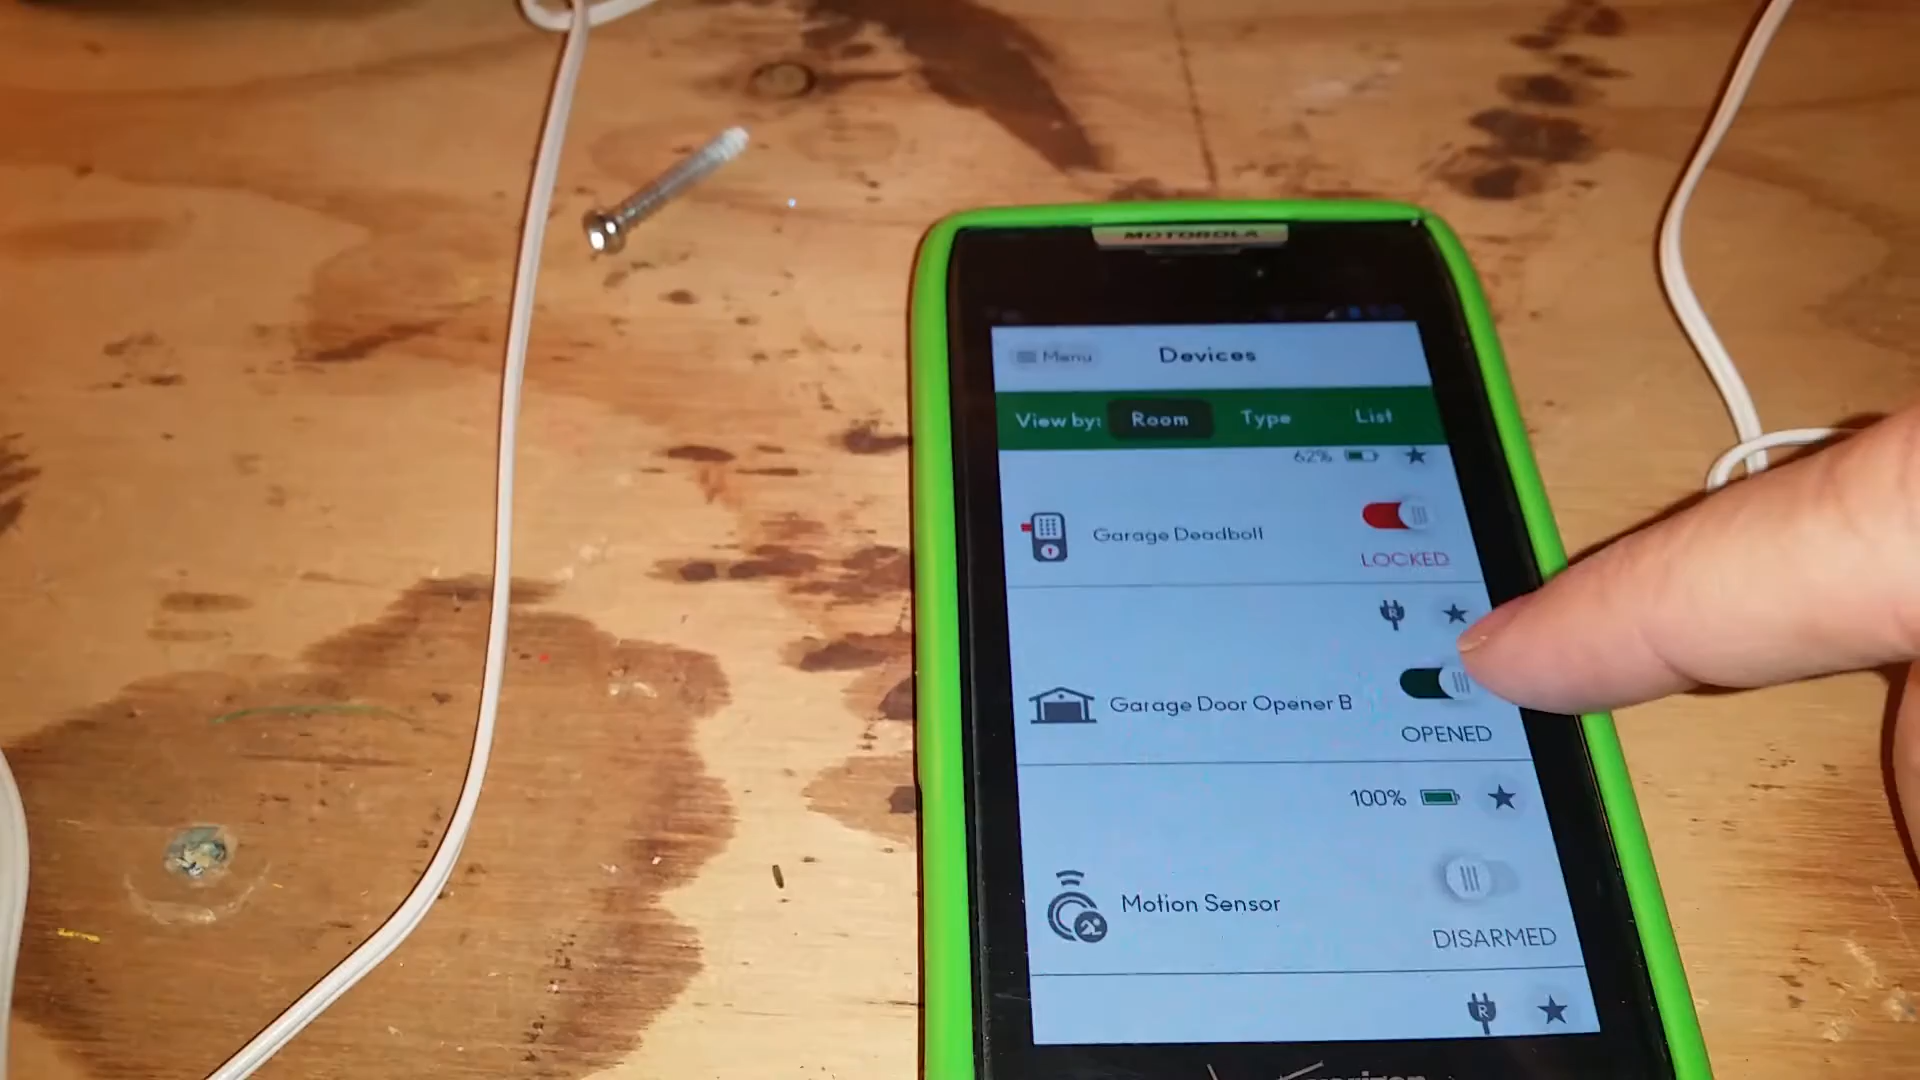 MOTOROLA
Menu
Devices
View by: Room Type List
62%
Garage Deadbolt
LOCKED
R
Garage Door Opener B
OPENED
100%
Motion Sensor
DISARMED
R
verizon